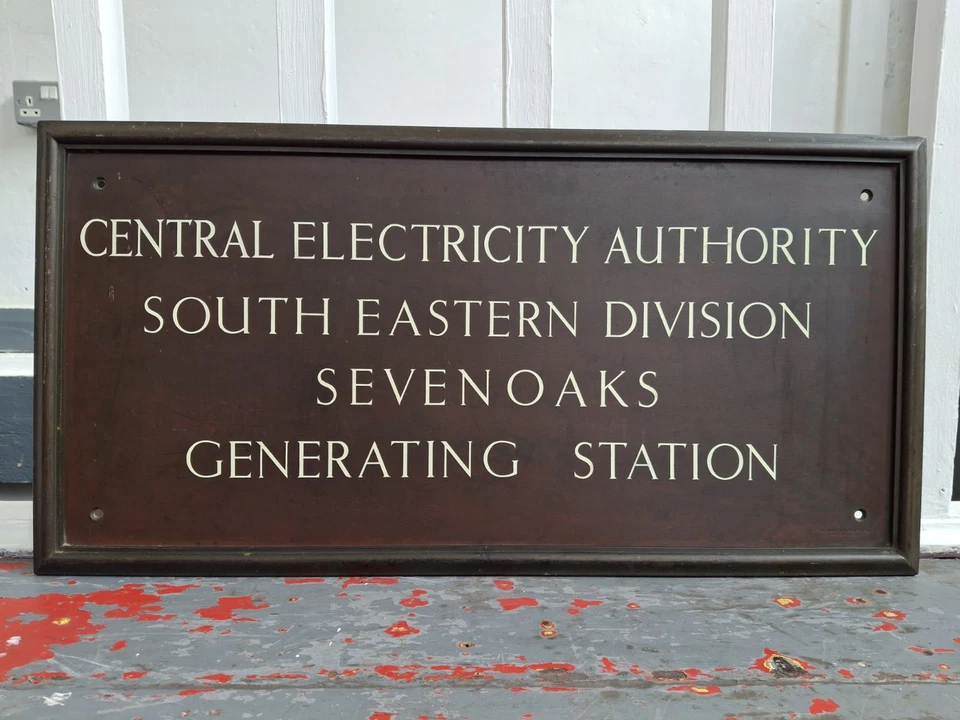 CENTRAL ELECTRICITY AUTHORITY
SOUTH EASTERN DIVISION
SEVENOAKS
GENERATING STATION